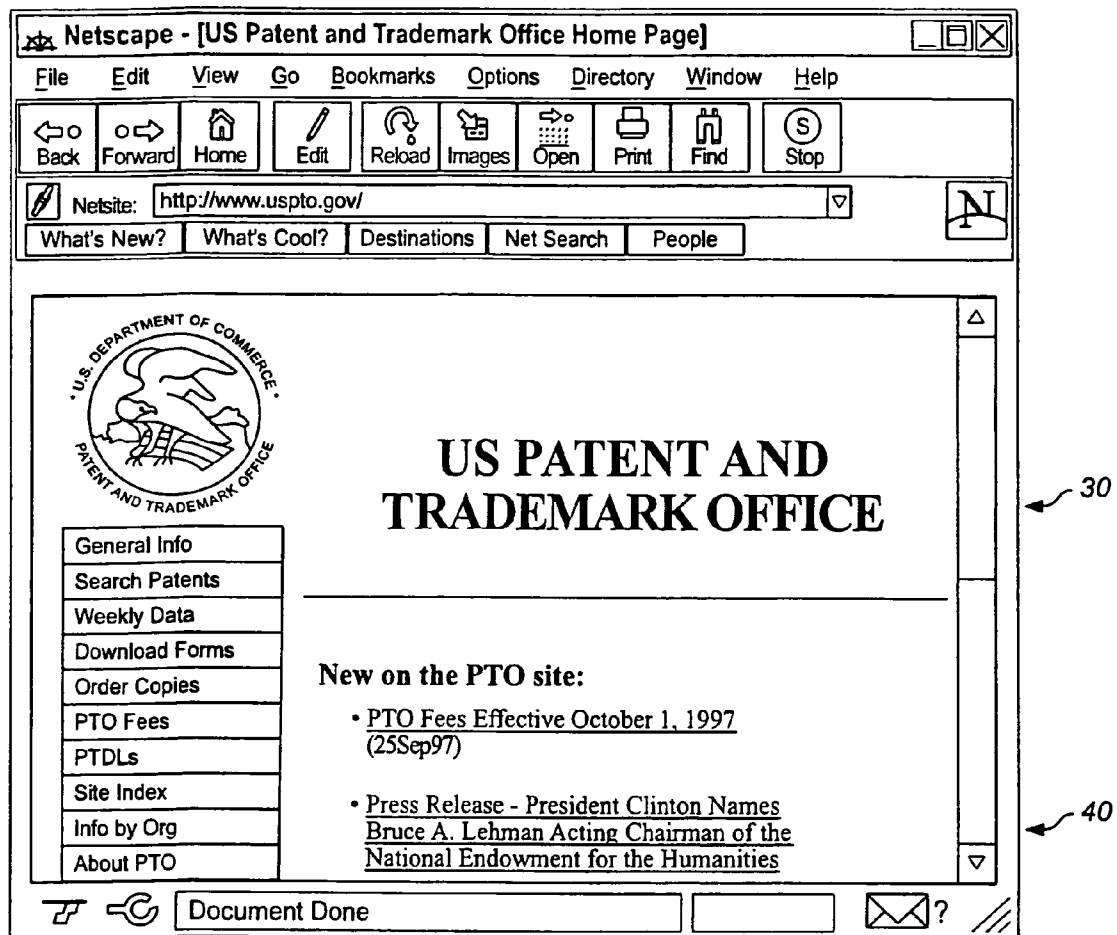 Netscape - [US Patent and Trademark Office Home Page]
File Edit View Go Bookmarks Options Directory Window Help
Back Forward Home Edit Reload Images Open Print Find Stop
Netsite: http://www.uspto.gov/
N
What's New? What's Cool? Destinations Net Search People
U.S. DEPARTMENT OF COMMERCE
PATENT AND TRADEMARK OFFICE
US PATENT AND
TRADEMARK OFFICE
30
General Info
Search Patents
Weekly Data
Download Forms
Order Copies
PTO Fees
PTDLs
Site Index
Info by Org
About PTO
New on the PTO site:
• PTO Fees Effective October 1, 1997
(25Sep97)
• Press Release - President Clinton Names
Bruce A. Lehman Acting Chairman of the
National Endowment for the Humanities
40
Document Done
?